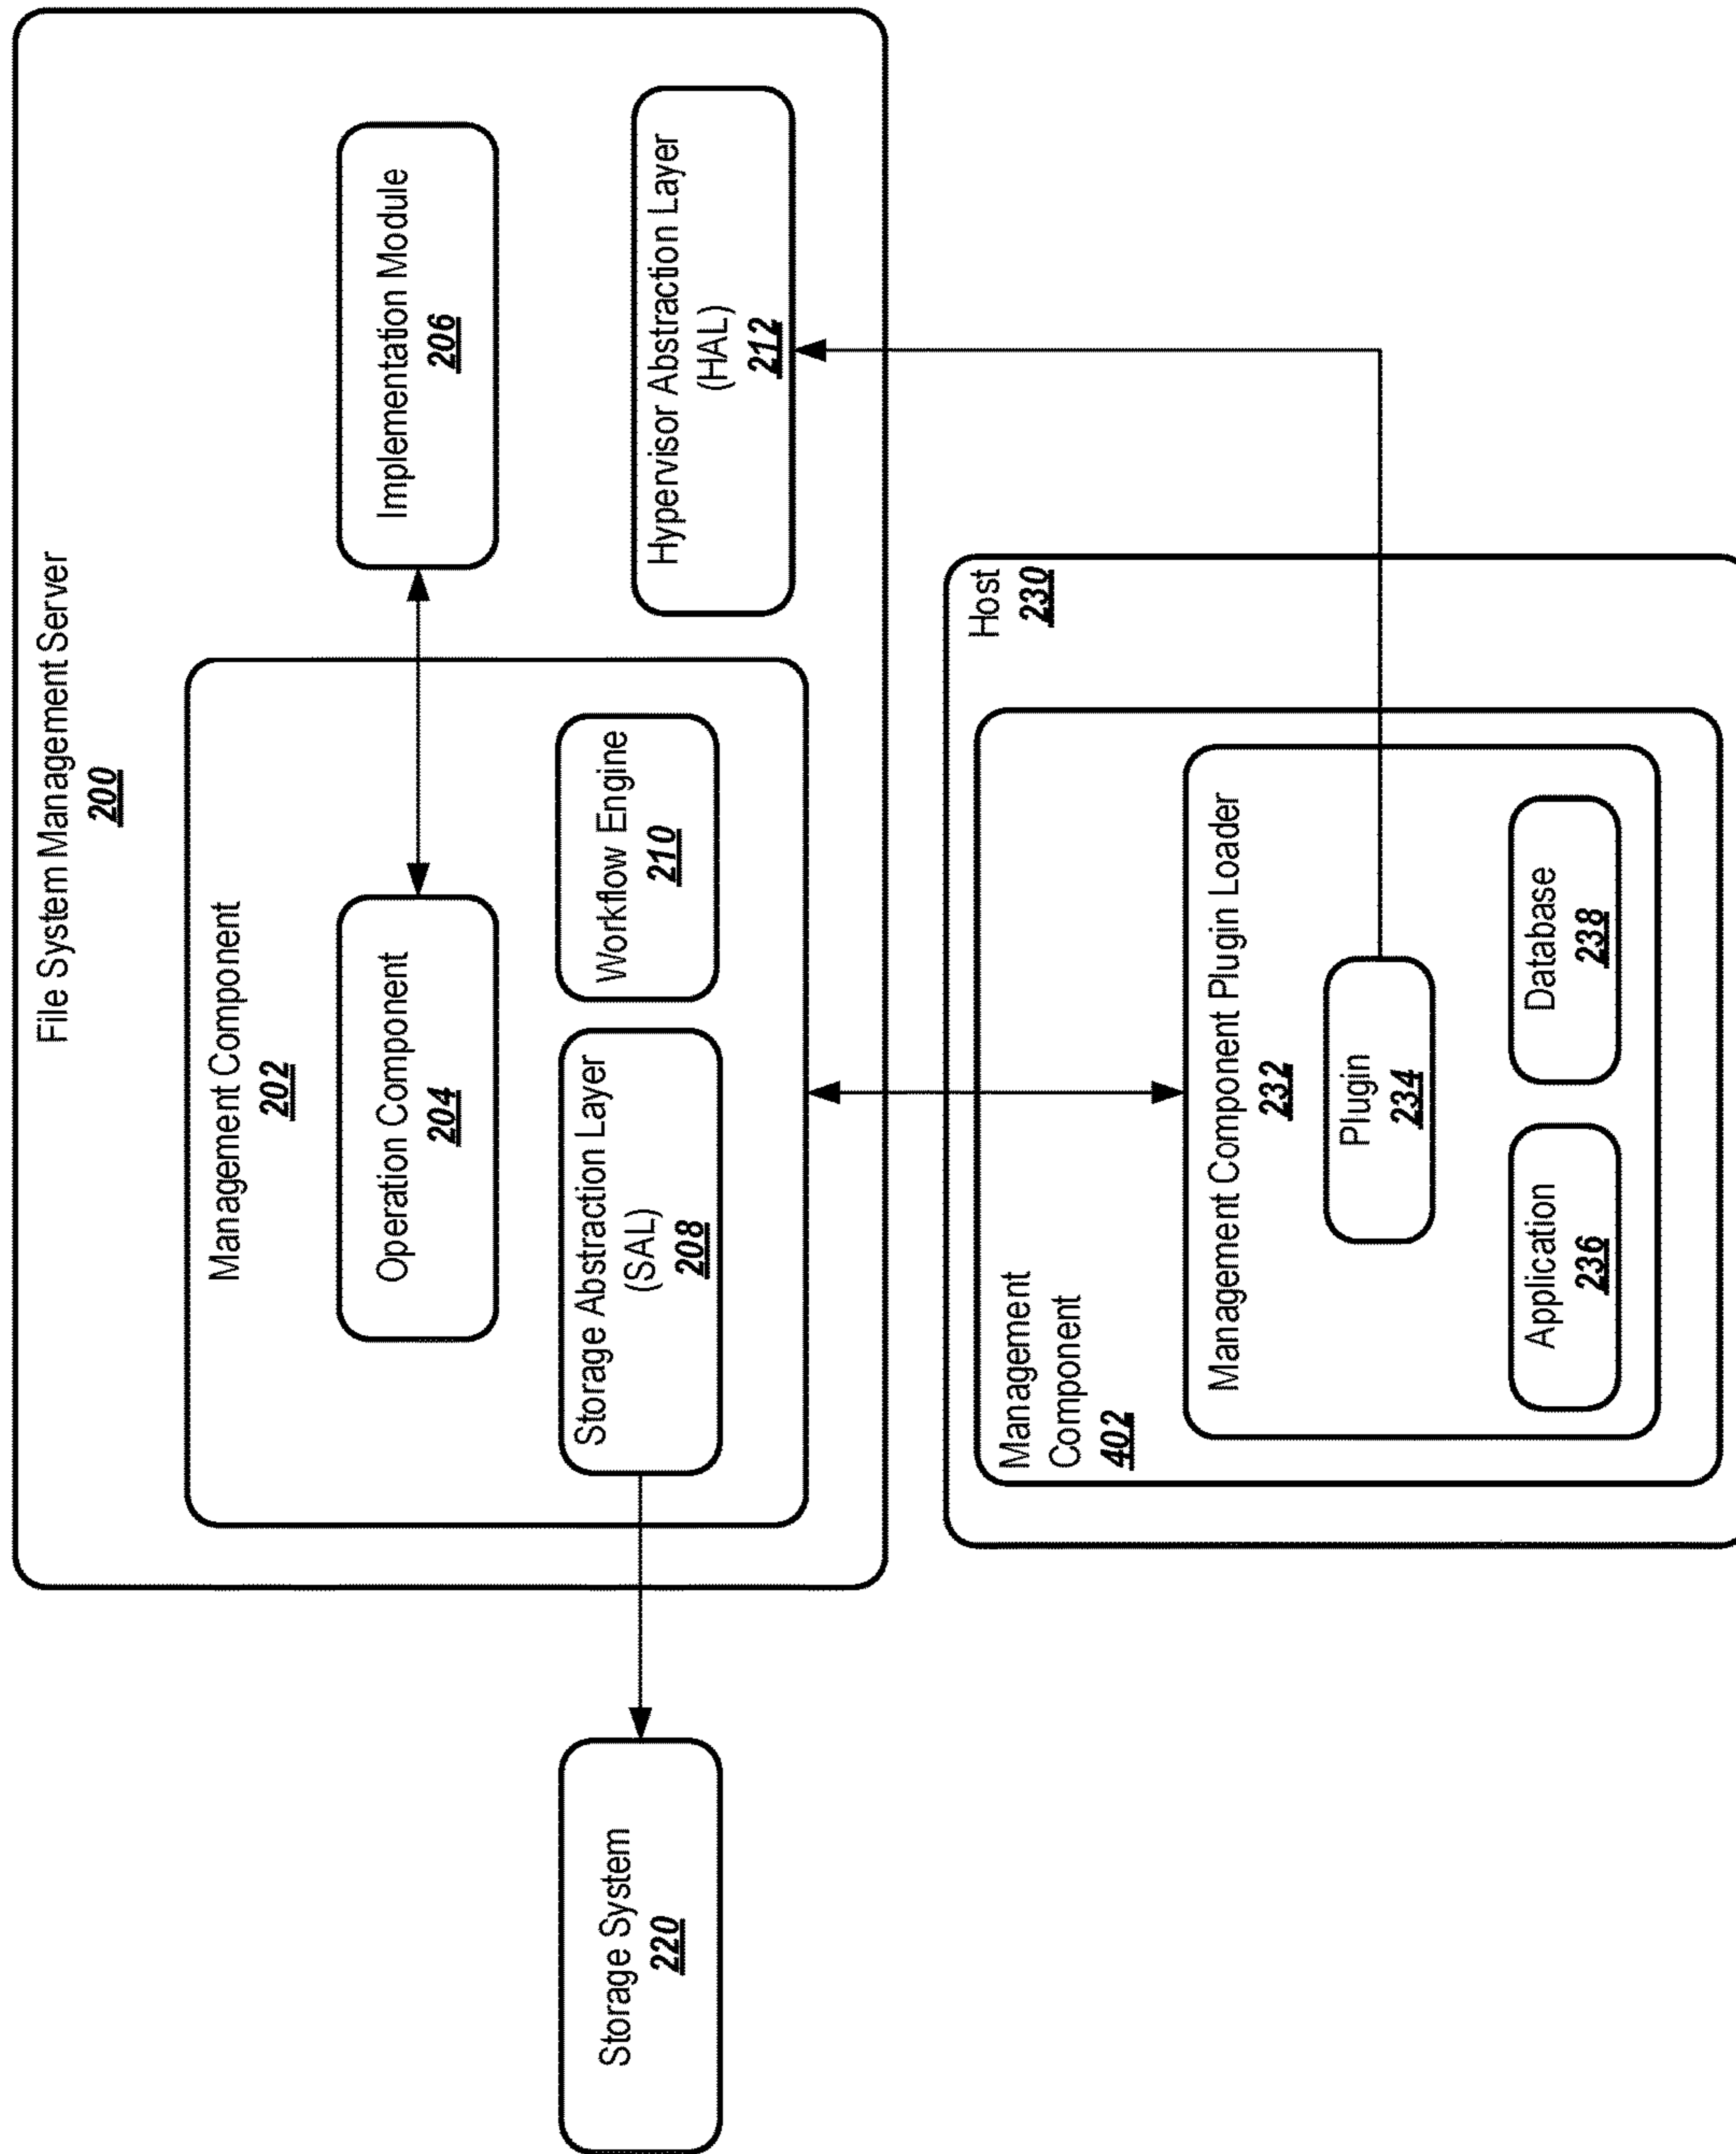 File System Management Server
200
Management Component
202
Operation Component
204
Implementation Module
206
Storage Abstraction Layer
(SAL)
208
Workflow Engine
210
Hypervisor Abstraction Layer
(HAL)
212
Storage System
220
Host
230
Management
Component
402
Management Component Plugin Loader
232
Plugin
234
Application
236
Database
238